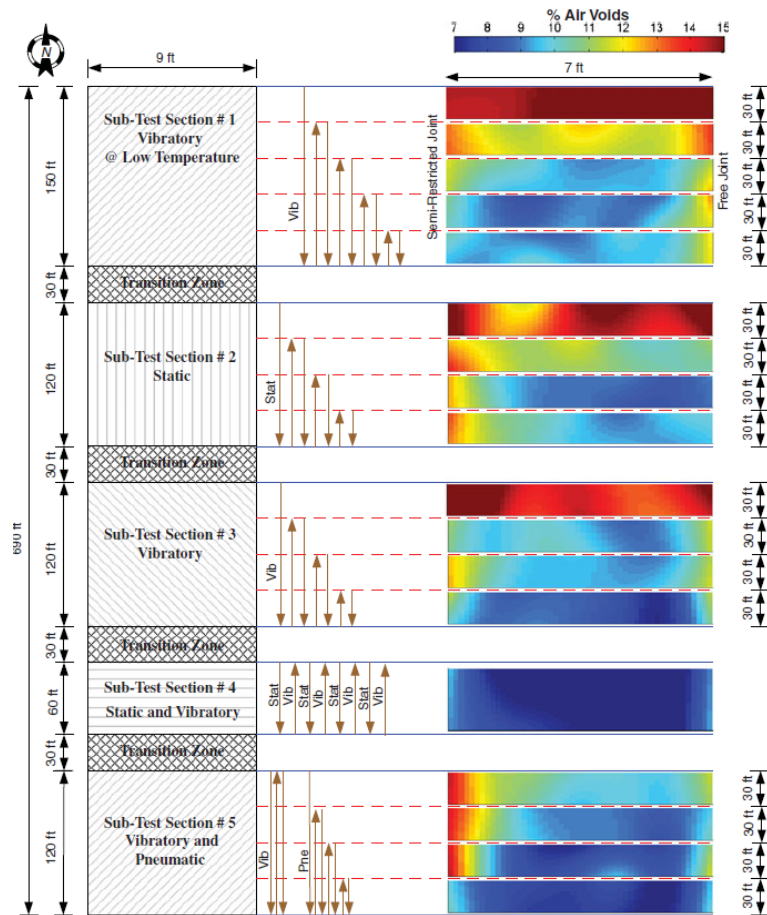 % Air Voids
7 8 9 10 11 12 13 14 15
N
9 ft
7 ft
690 ft
150 ft
Sub-Test Section # 1
Vibratory
@ Low Temperature
Vib
Semi-Restricted Joint
Free Joint
30 ft
30 ft
30 ft
30 ft
30 ft
30 ft
Transition Zone
120 ft
Sub-Test Section # 2
Static
Stat
30 ft
30 ft
30 ft
30 ft
30 ft
Transition Zone
120 ft
Sub-Test Section # 3
Vibratory
Vib
30 ft
30 ft
30 ft
30 ft
30 ft
Transition Zone
60 ft
Sub-Test Section # 4
Static and Vibratory
Stat
Vib
Stat
Vib
Stat
Vib
Stat
Vib
30 ft
Transition Zone
120 ft
Sub-Test Section # 5
Vibratory and
Pneumatic
Vib
Pne
30 ft
30 ft
30 ft
30 ft